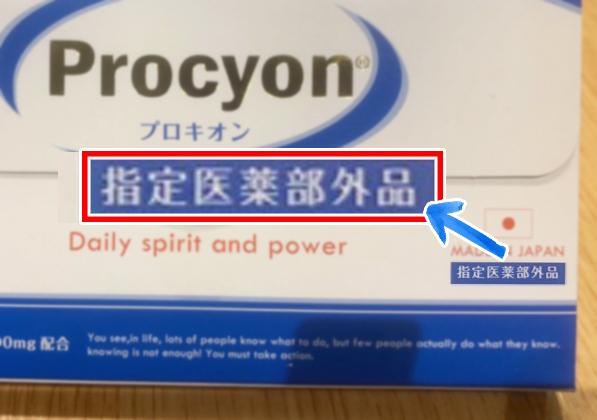 Procyon®
プロキオン
指定医薬部外品
Daily spirit and power
MADE IN JAPAN
指定医薬部外品
00mg 配合
You see,in life, lots of people know what to do, but few people actually do what they know.
knowing is not enough! You must take action.